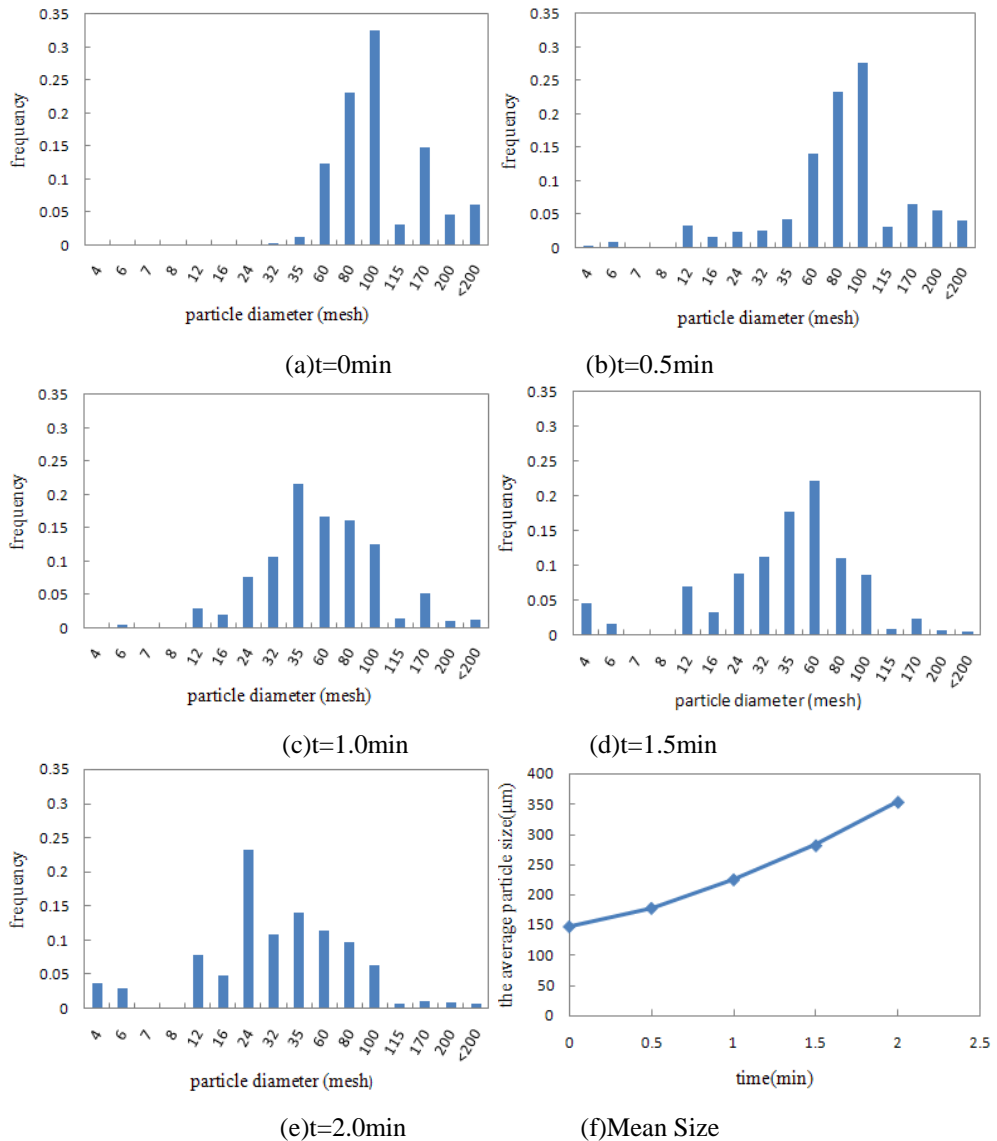 0.35
0.3
0.25
0.2
0.15
0.1
0.05
0
frequency
4 6 7 8 12 16 24 32 35 60 80 100 115 170 200 <200
particle diameter (mesh)
(a)t=0min
0.35
0.3
0.25
0.2
0.15
0.1
0.05
0
frequency
4 6 7 8 12 16 24 32 35 60 80 100 115 170 200 <200
particle diameter (mesh)
(b)t=0.5min
0.35
0.3
0.25
0.2
0.15
0.1
0.05
0
frequency
4 6 7 8 12 16 24 32 35 60 80 100 115 170 200 <200
particle diameter (mesh)
(c)t=1.0min
0.35
0.3
0.25
0.2
0.15
0.1
0.05
0
frequency
4 6 7 8 12 16 24 32 35 60 80 100 115 170 200 <200
particle diameter (mesh)
(d)t=1.5min
0.35
0.3
0.25
0.2
0.15
0.1
0.05
0
frequency
4 6 7 8 12 16 24 32 35 60 80 100 115 170 200 <200
particle diameter (mesh)
(e)t=2.0min
400
350
300
250
200
150
100
50
0
the average particle size(μm)
0 0.5 1 1.5 2 2.5
time(min)
(f)Mean Size